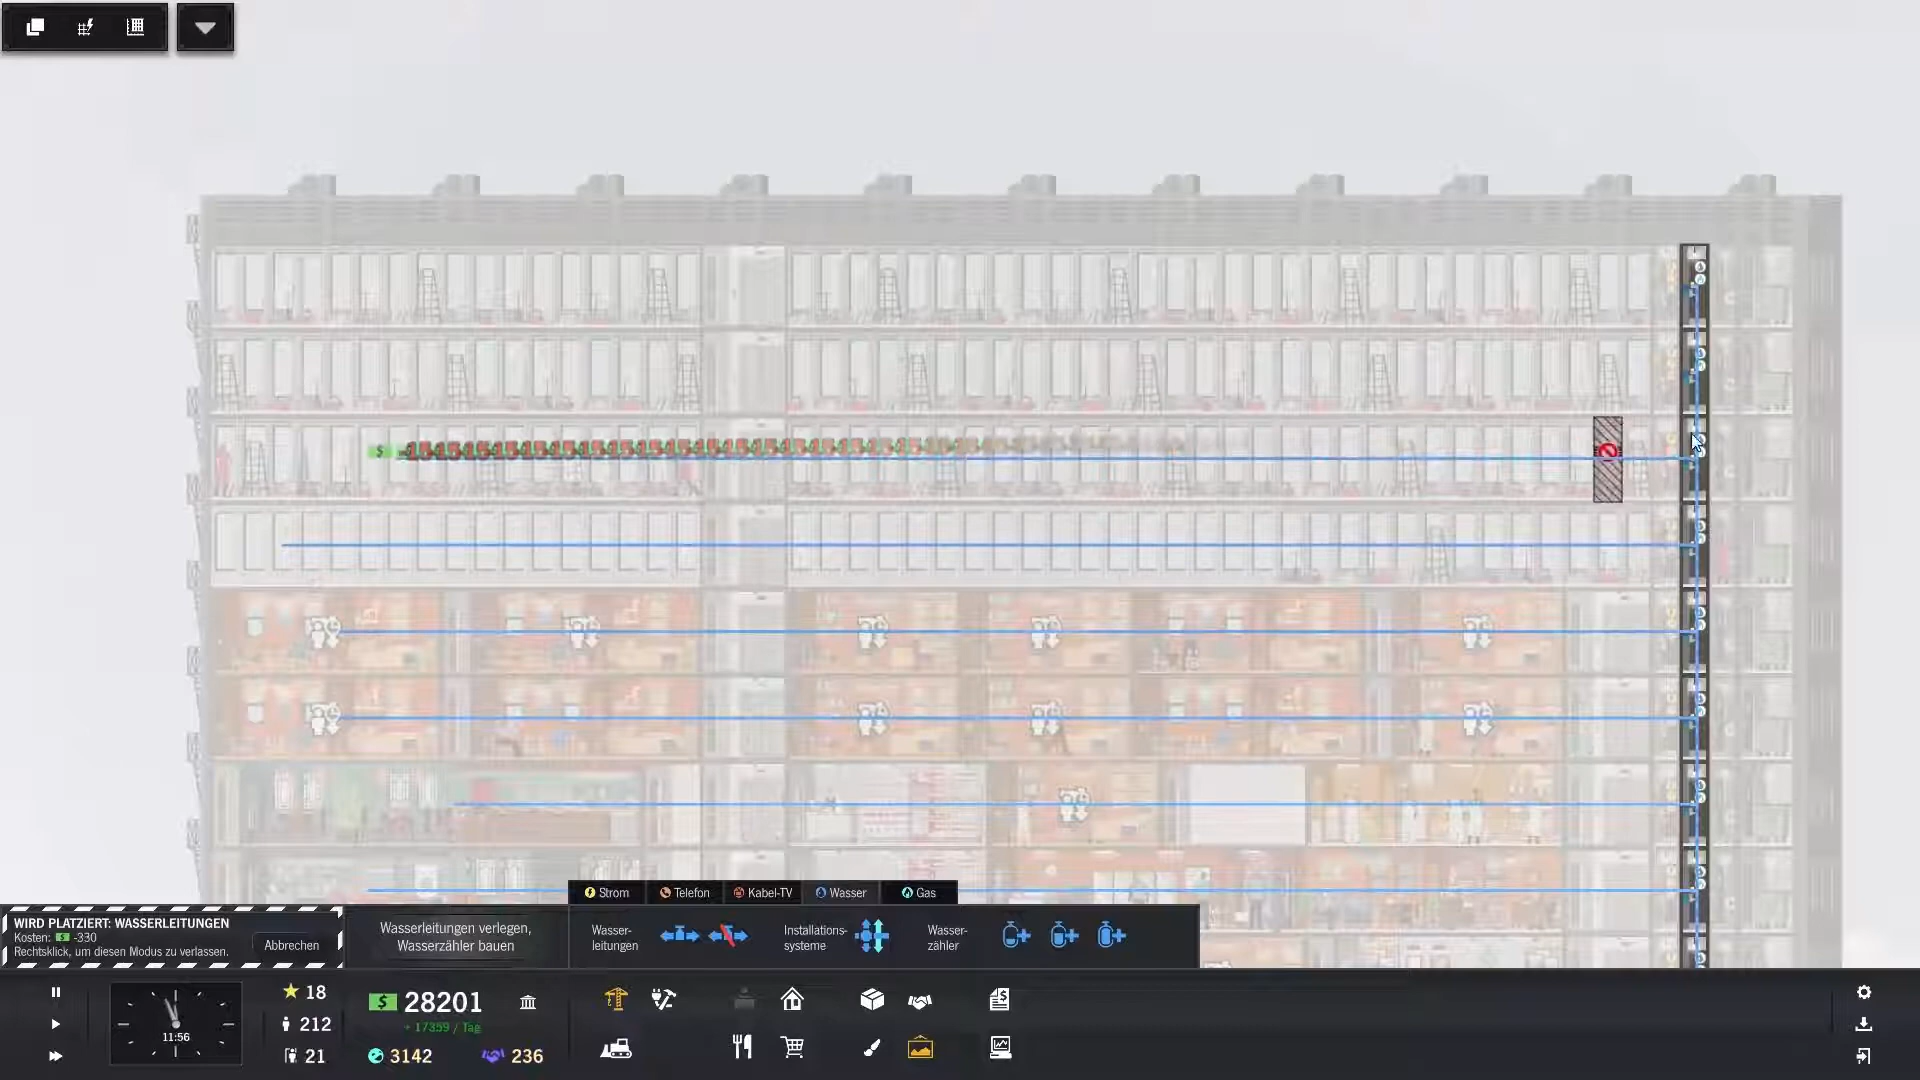 Strom
Telefon
Kabel-TV
Wasser
Gas
WIRD PLATZIERT: WASSERLEITUNGEN
Kosten: -330
Rechtsklick, um diesen Modus zu verlassen.
Abbrechen
Wasserleitungen verlegen,
Wasserzähler bauen
Wasser-
leitungen
Installations-
systeme
Wasser-
zähler
18
212
21
11:56
28201
+ 17359 / Tag
3142
236